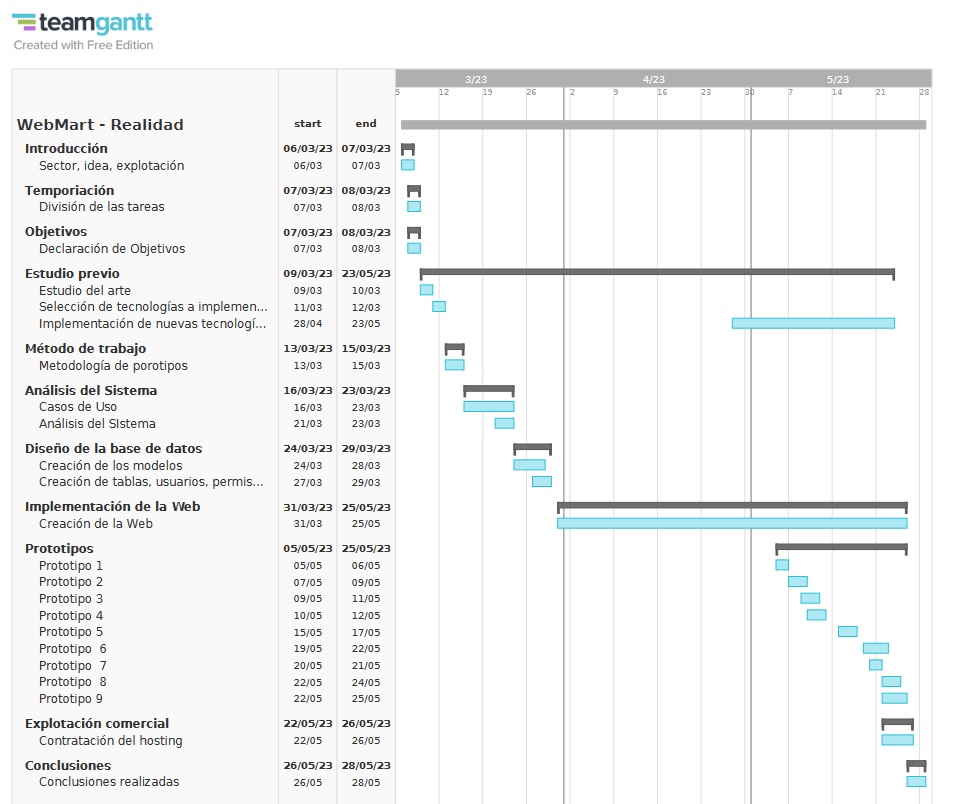 teamgantt
Created with Free Edition
3/23 4/23 5/23
5 12 19 26 2 9 16 23 30 7 14 21 28
WebMart - Realidad start end
Introducción 06/03/23 07/03/23
Sector, idea, explotación 06/03 07/03
Temporiación 07/03/23 08/03/23
División de las tareas 07/03 08/03
Objetivos 07/03/23 08/03/23
Declaración de Objetivos 07/03 08/03
Estudio previo 09/03/23 23/05/23
Estudio del arte 09/03 10/03
Selección de tecnologías a implemen... 11/03 12/03
Implementación de nuevas tecnologí... 28/04 23/05
Método de trabajo 13/03/23 15/03/23
Metodología de porotipos 13/03 15/03
Análisis del Sistema 16/03/23 23/03/23
Casos de Uso 16/03 23/03
Análisis del SIstema 21/03 23/03
Diseño de la base de datos 24/03/23 29/03/23
Creación de los modelos 24/03 28/03
Creación de tablas, usuarios, permis... 27/03 29/03
Implementación de la Web 31/03/23 25/05/23
Creación de la Web 31/03 25/05
Prototipos 05/05/23 25/05/23
Prototipo 1 05/05 06/05
Prototipo 2 07/05 09/05
Prototipo 3 09/05 11/05
Prototipo 4 10/05 12/05
Prototipo 5 15/05 17/05
Prototipo 6 19/05 22/05
Prototipo 7 20/05 21/05
Prototipo 8 22/05 24/05
Prototipo 9 22/05 25/05
Explotación comercial 22/05/23 26/05/23
Contratación del hosting 22/05 26/05
Conclusiones 26/05/23 28/05/23
Conclusiones realizadas 26/05 28/05